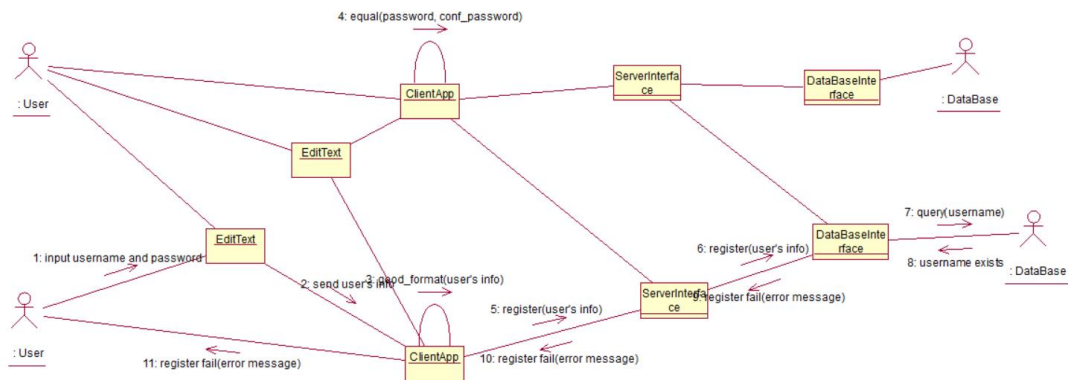 4: equal(password, conf_password)
: User
ClientApp
ServerInterfa
ce
DataBaseInte
rface
: DataBase
EditText
EditText
1: input username and password
2: send user's info
3: good_format(user's info)
6: register(user's info)
DataBaseInte
rface
7: query(username)
8: username exists
: DataBase
ServerInterfa
ce
9: register fail(error message)
5: register(user's info)
10: register fail(error message)
: User
11: register fail(error message)
ClientApp